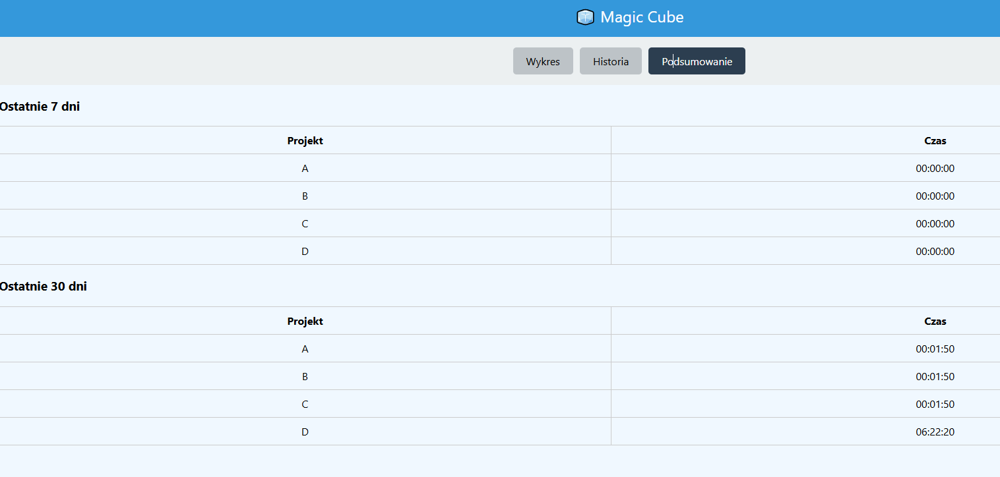 Magic Cube
Wykres Historia Podsumowanie
Ostatnie 7 dni
Projekt Czas
A 00:00:00
B 00:00:00
C 00:00:00
D 00:00:00
Ostatnie 30 dni
Projekt Czas
A 00:01:50
B 00:01:50
C 00:01:50
D 06:22:20